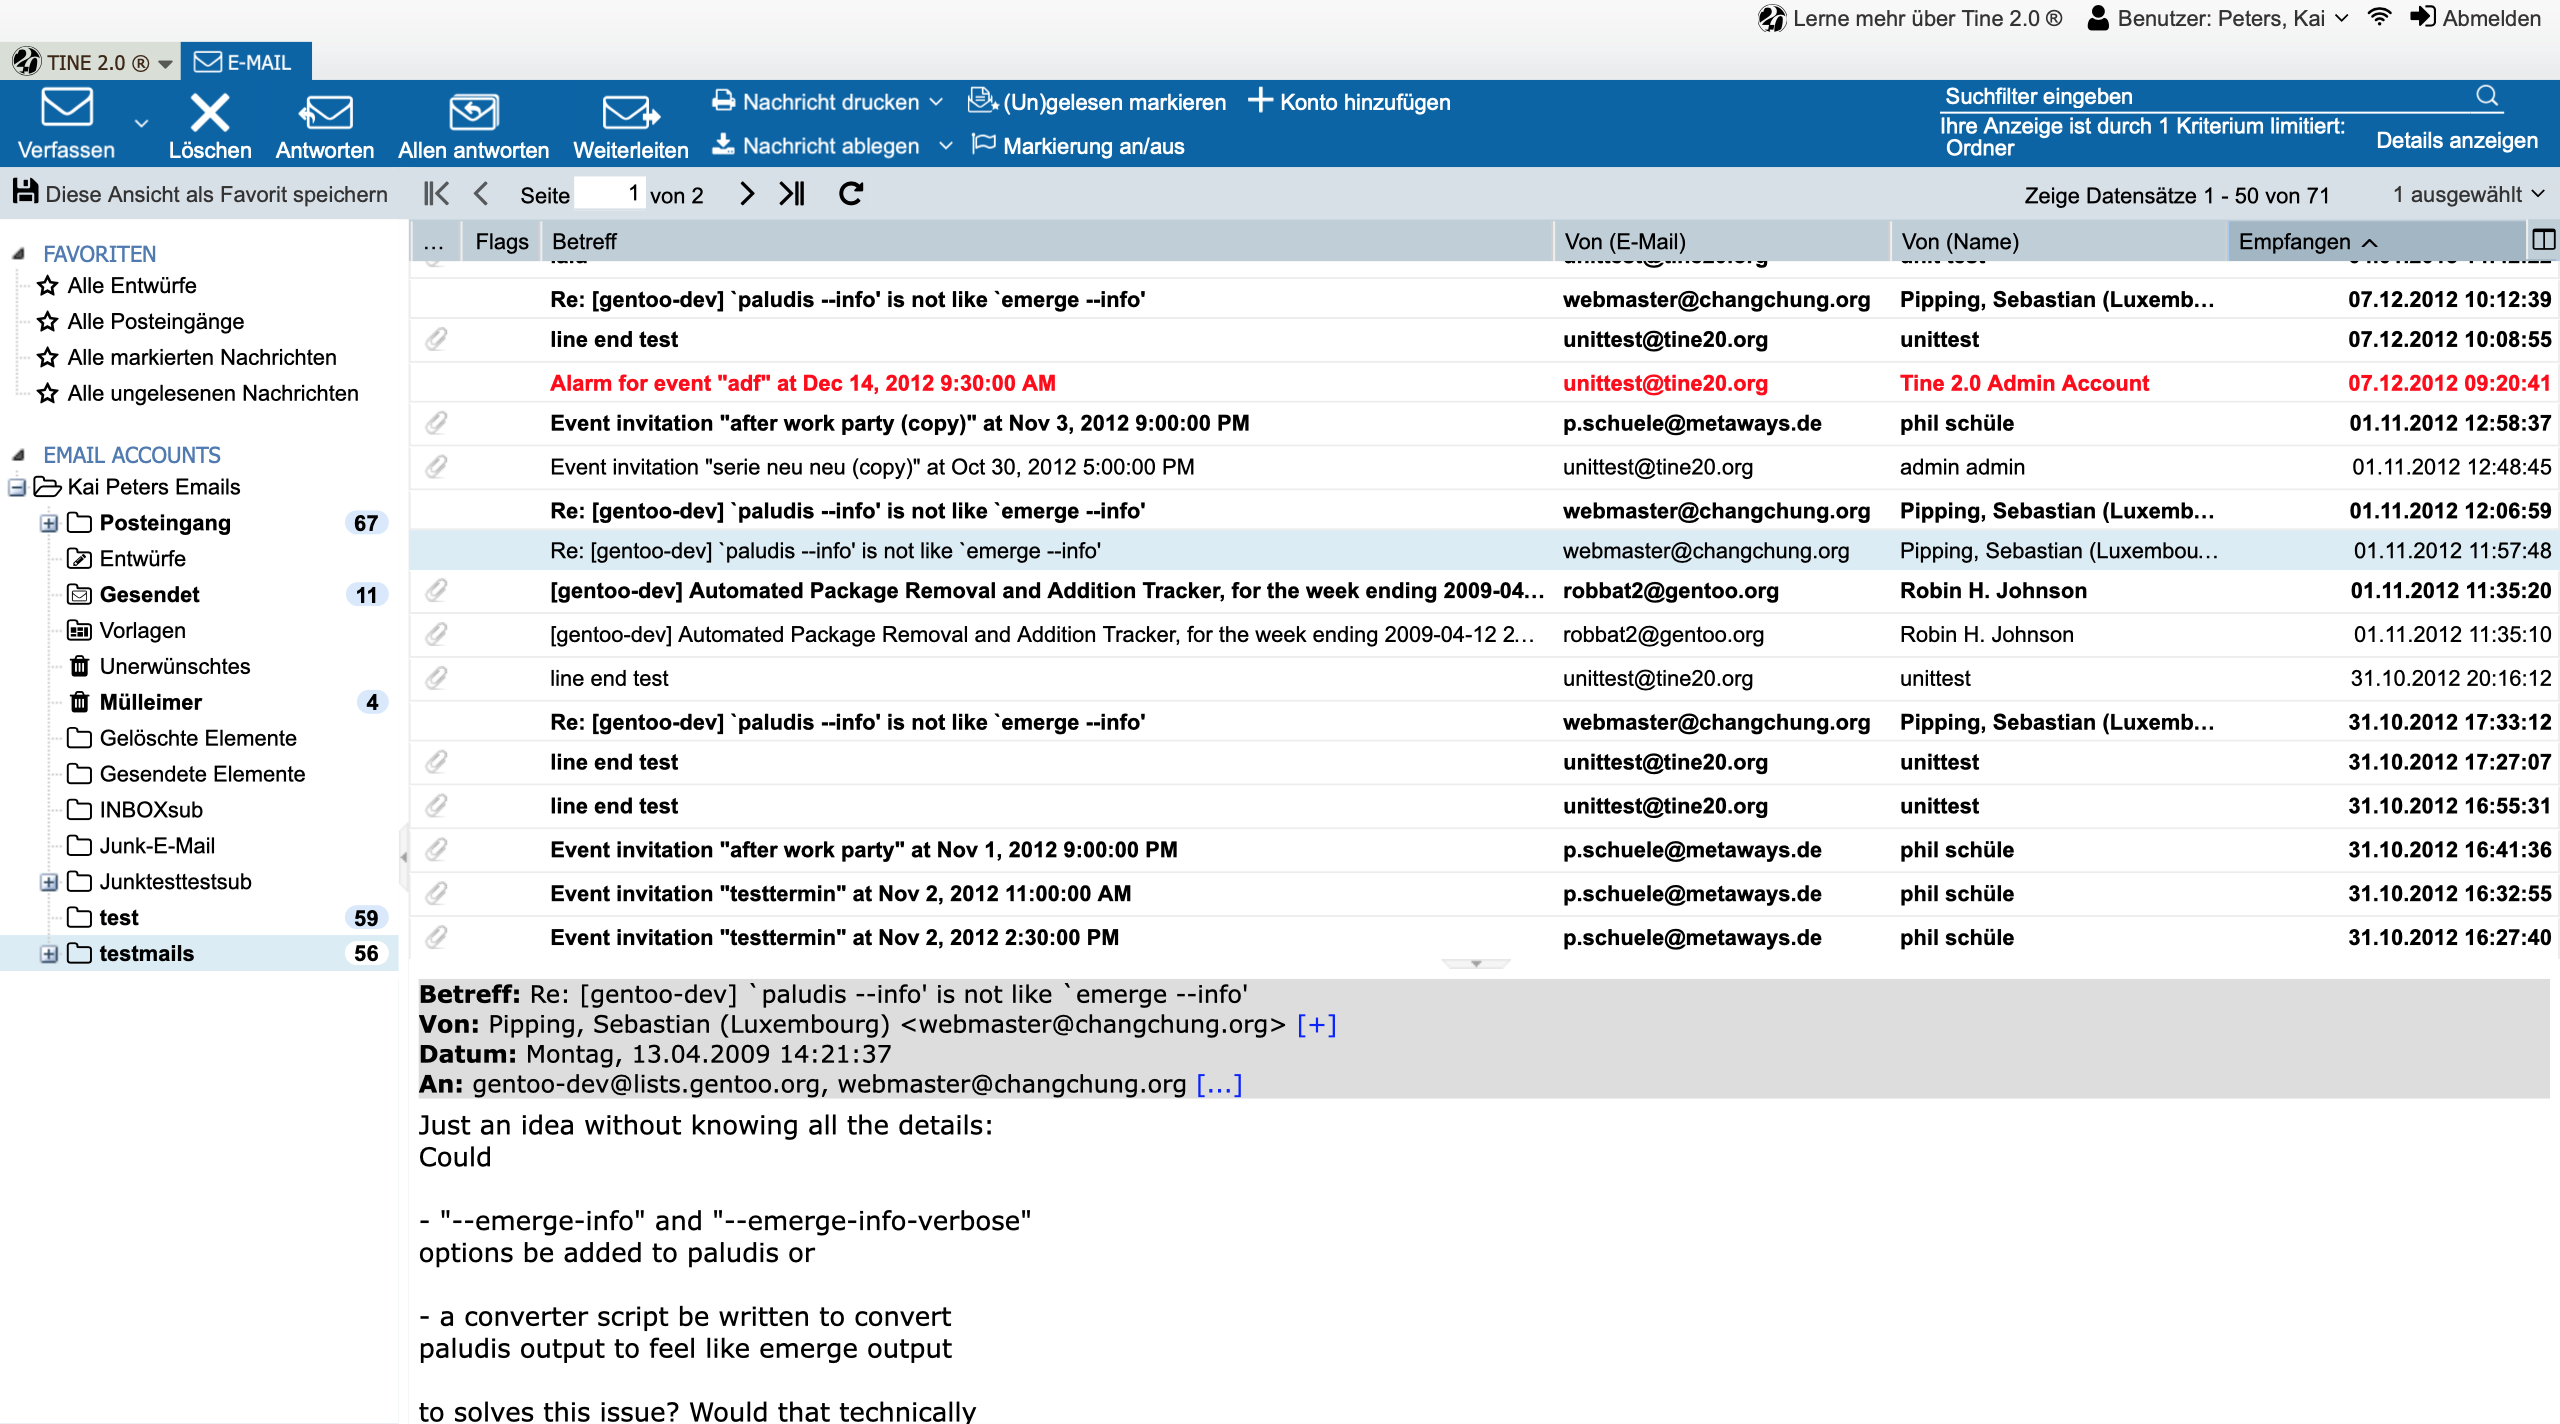 Lerne mehr über Tine 2.0 ® Benutzer: Peters, Kai Abmelden
TINE 2.0 ® E-MAIL
Verfassen Löschen Antworten Allen antworten Weiterleiten
Nachricht drucken (Un)gelesen markieren Konto hinzufügen
Nachricht ablegen Markierung an/aus
Suchfilter eingeben
Ihre Anzeige ist durch 1 Kriterium limitiert:
Ordner
Details anzeigen
Diese Ansicht als Favorit speichern Seite 1 von 2 Zeige Datensätze 1 - 50 von 71 1 ausgewählt
FAVORITEN
Alle Entwürfe
Alle Posteingänge
Alle markierten Nachrichten
Alle ungelesenen Nachrichten
EMAIL ACCOUNTS
Kai Peters Emails
Posteingang 67
Entwürfe
Gesendet 11
Vorlagen
Unerwünschtes
Mülleimer 4
Gelöschte Elemente
Gesendete Elemente
INBOXsub
Junk-E-Mail
Junktesttestsub
test 59
testmails 56
... Flags Betreff Von (E-Mail) Von (Name) Empfangen
unittest@tine20.org
Re: [gentoo-dev] `paludis --info' is not like `emerge --info' webmaster@changchung.org Pipping, Sebastian (Luxemb... 07.12.2012 10:12:39
line end test unittest@tine20.org unittest 07.12.2012 10:08:55
Alarm for event "adf" at Dec 14, 2012 9:30:00 AM unittest@tine20.org Tine 2.0 Admin Account 07.12.2012 09:20:41
Event invitation "after work party (copy)" at Nov 3, 2012 9:00:00 PM p.schuele@metaways.de phil schüle 01.11.2012 12:58:37
Event invitation "serie neu neu (copy)" at Oct 30, 2012 5:00:00 PM unittest@tine20.org admin admin 01.11.2012 12:48:45
Re: [gentoo-dev] `paludis --info' is not like `emerge --info' webmaster@changchung.org Pipping, Sebastian (Luxemb... 01.11.2012 12:06:59
Re: [gentoo-dev] `paludis --info' is not like `emerge --info' webmaster@changchung.org Pipping, Sebastian (Luxembou... 01.11.2012 11:57:48
[gentoo-dev] Automated Package Removal and Addition Tracker, for the week ending 2009-04... robbat2@gentoo.org Robin H. Johnson 01.11.2012 11:35:20
[gentoo-dev] Automated Package Removal and Addition Tracker, for the week ending 2009-04-12 2... robbat2@gentoo.org Robin H. Johnson 01.11.2012 11:35:10
line end test unittest@tine20.org unittest 31.10.2012 20:16:12
Re: [gentoo-dev] `paludis --info' is not like `emerge --info' webmaster@changchung.org Pipping, Sebastian (Luxemb... 31.10.2012 17:33:12
line end test unittest@tine20.org unittest 31.10.2012 17:27:07
line end test unittest@tine20.org unittest 31.10.2012 16:55:31
Event invitation "after work party" at Nov 1, 2012 9:00:00 PM p.schuele@metaways.de phil schüle 31.10.2012 16:41:36
Event invitation "testtermin" at Nov 2, 2012 11:00:00 AM p.schuele@metaways.de phil schüle 31.10.2012 16:32:55
Event invitation "testtermin" at Nov 2, 2012 2:30:00 PM p.schuele@metaways.de phil schüle 31.10.2012 16:27:40
Betreff: Re: [gentoo-dev] `paludis --info' is not like `emerge --info'
Von: Pipping, Sebastian (Luxembourg) <webmaster@changchung.org> [+]
Datum: Montag, 13.04.2009 14:21:37
An: gentoo-dev@lists.gentoo.org, webmaster@changchung.org [...]
Just an idea without knowing all the details:
Could
- "--emerge-info" and "--emerge-info-verbose"
options be added to paludis or
- a converter script be written to convert
paludis output to feel like emerge output
to solves this issue? Would that technically